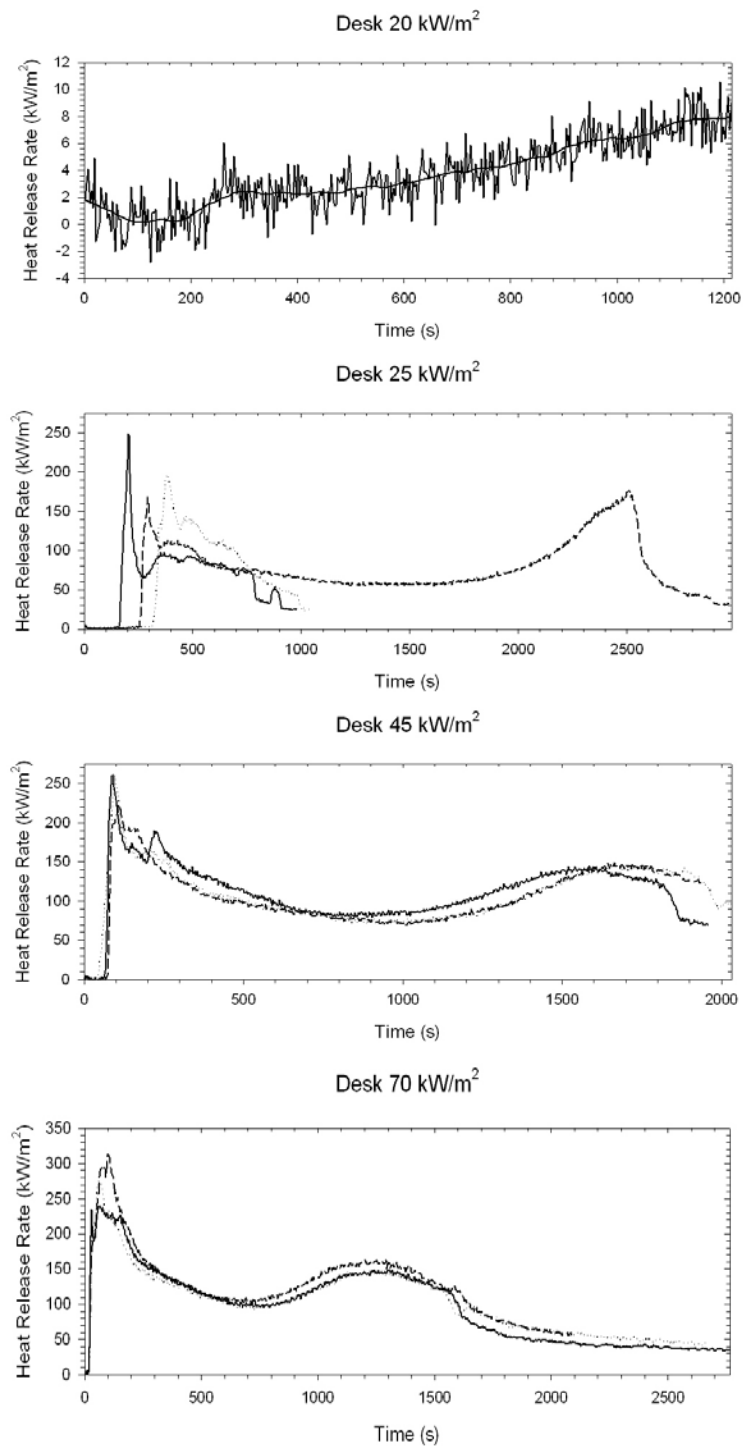 Desk 20 kW/m²
Heat Release Rate (kW/m²)
12
10
8
6
4
2
0
-2
-4
0 200 400 600 800 1000 1200
Time (s)
Desk 25 kW/m²
Heat Release Rate (kW/m²)
250
200
150
100
50
0
0 500 1000 1500 2000 2500
Time (s)
Desk 45 kW/m²
Heat Release Rate (kW/m²)
250
200
150
100
50
0
0 500 1000 1500 2000
Time (s)
Desk 70 kW/m²
Heat Release Rate (kW/m²)
350
300
250
200
150
100
50
0
0 500 1000 1500 2000 2500
Time (s)